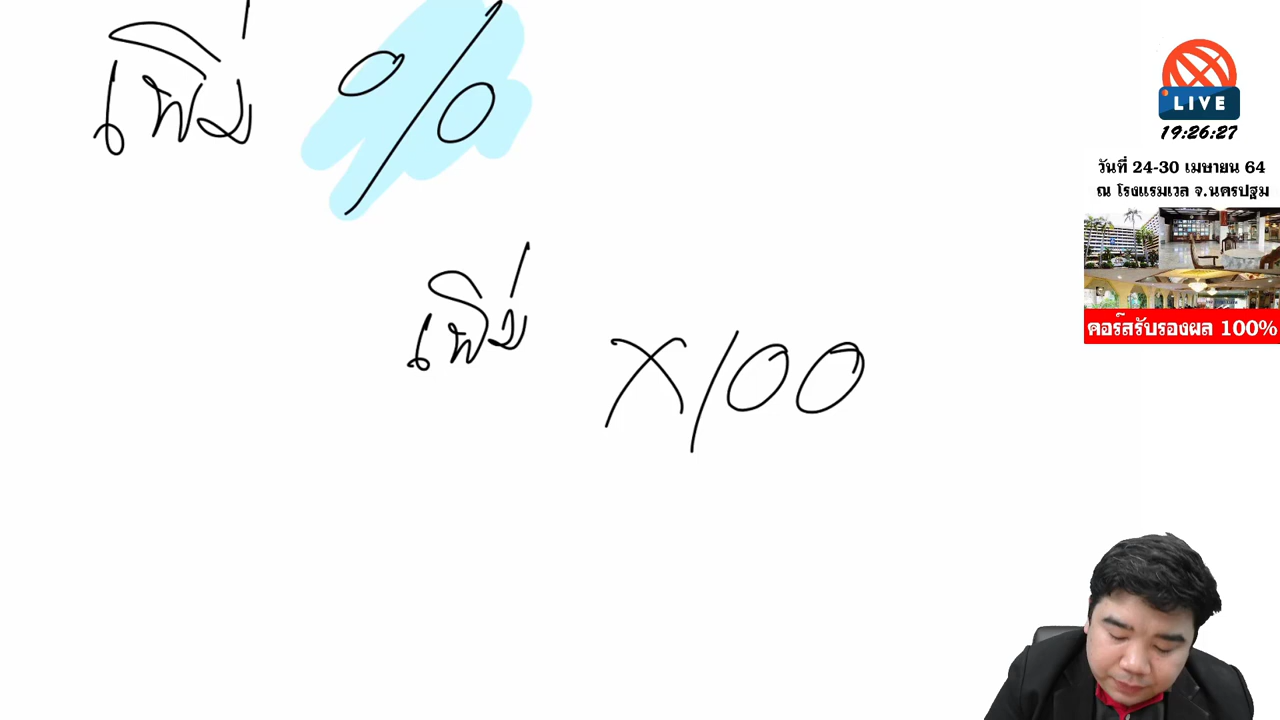 เพิ่ม %
เพิ่ม X100
LIVE
19:26:27
วันที่ 24-30 เมษายน 64
ณ โรงแรมเวล จ.นครปฐม
คอร์สรับรองผล 100%